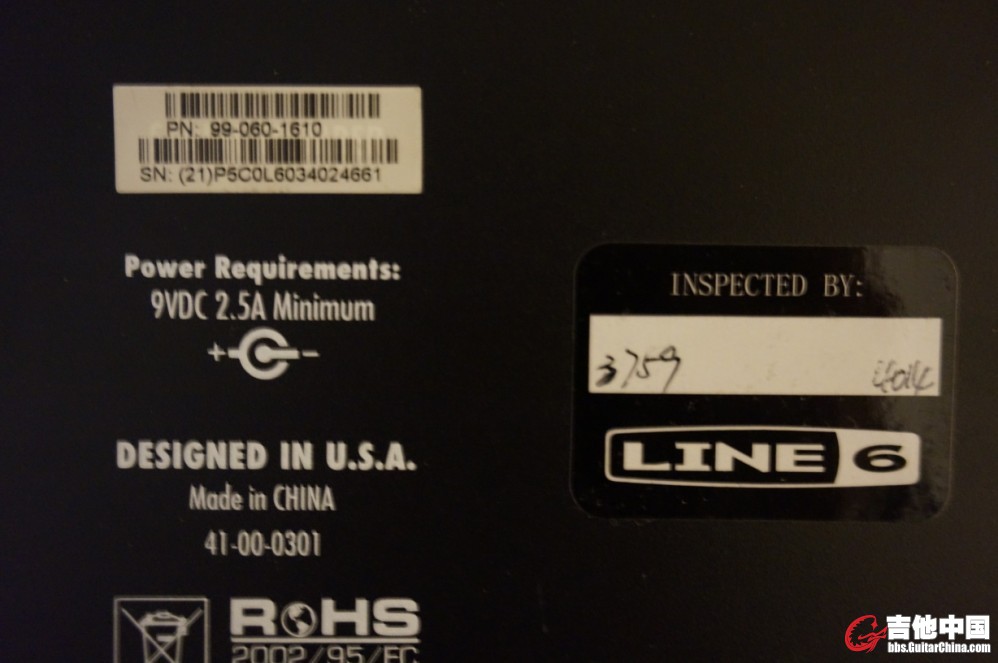 PN: 99-060-1610
SN: (21)P5C0L6034024661
Power Requirements:
9VDC 2.5A Minimum
+ -
DESIGNED IN U.S.A.
Made in CHINA
41-00-0301
RoHS
2002/95/EC
INSPECTED BY:
3759
LINE 6
吉他中国
bbs.GuitarChina.com